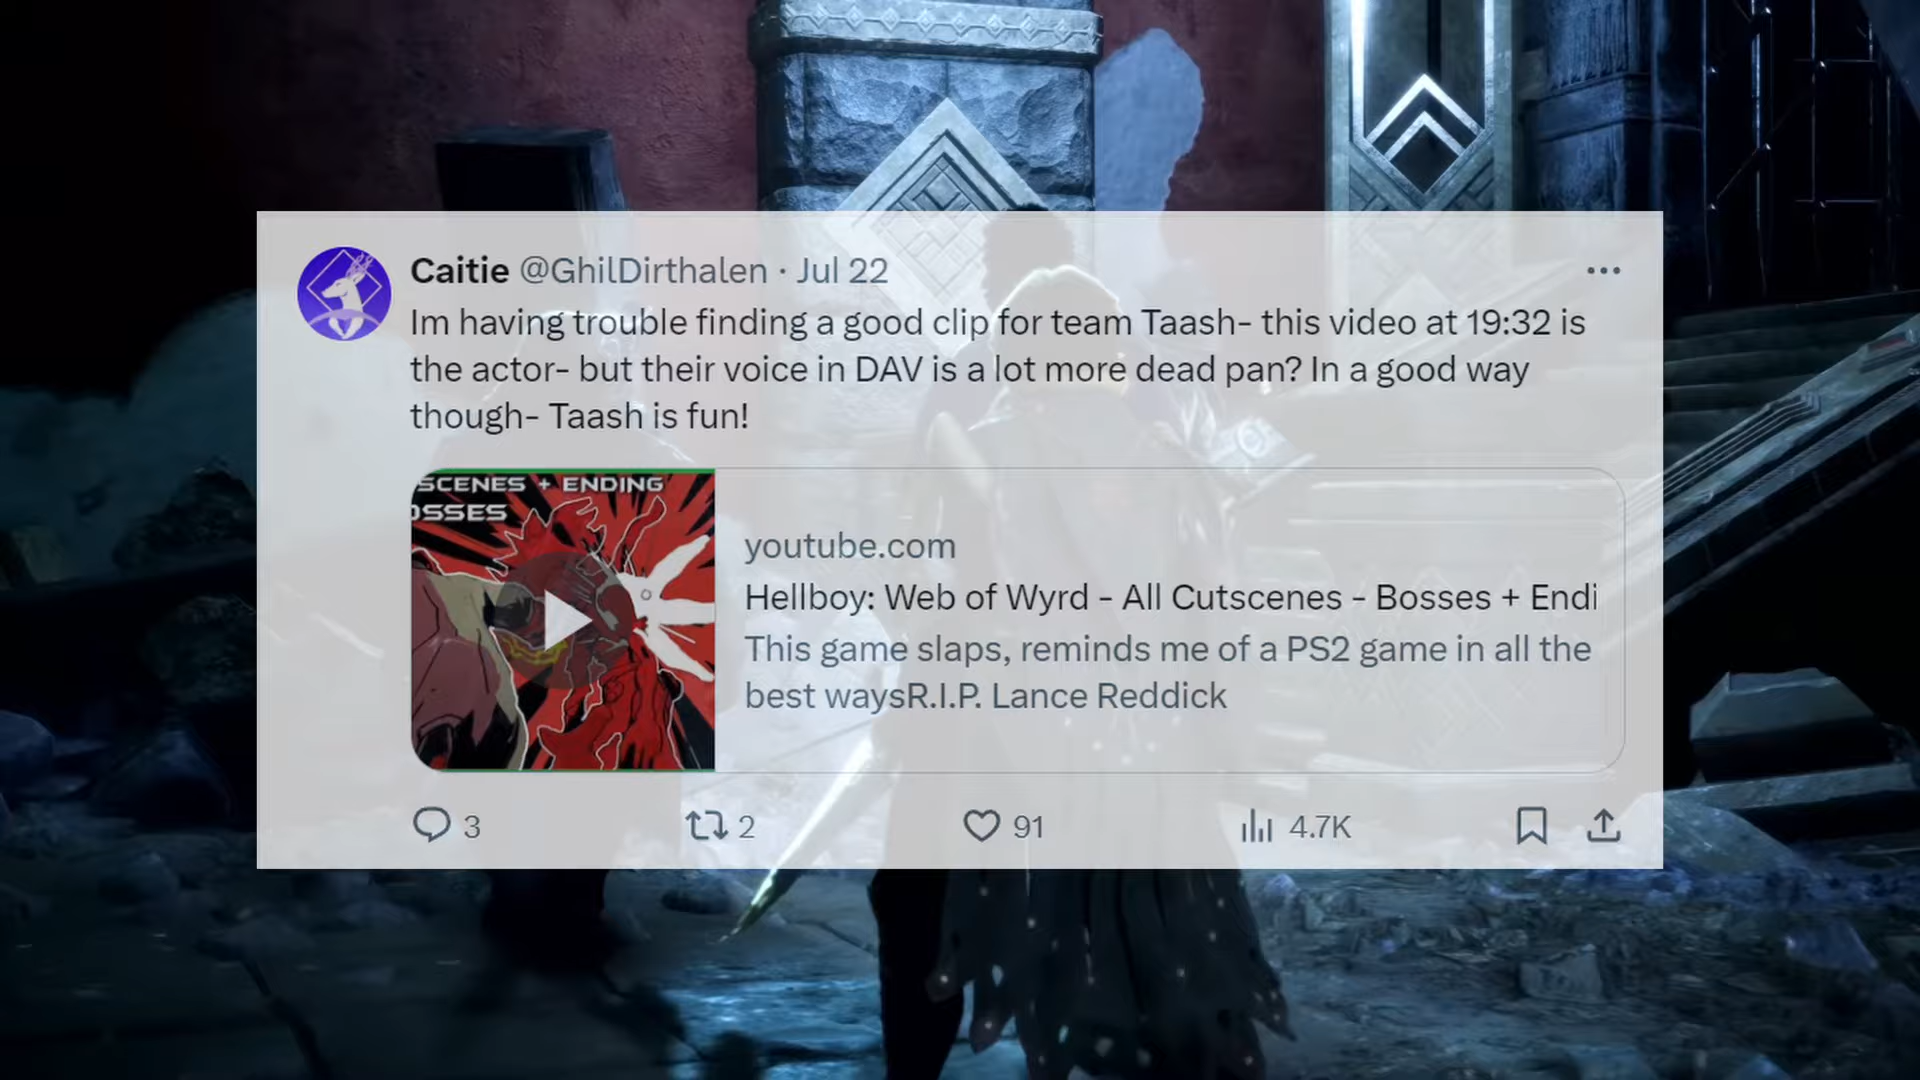 Caitie @GhilDirthalen · Jul 22
Im having trouble finding a good clip for team Taash- this video at 19:32 is
the actor- but their voice in DAV is a lot more dead pan? In a good way
though- Taash is fun!
SCENES + ENDING
OSSES
youtube.com
Hellboy: Web of Wyrd - All Cutscenes - Bosses + Endi
This game slaps, reminds me of a PS2 game in all the
best waysR.I.P. Lance Reddick
3 2 91 4.7K